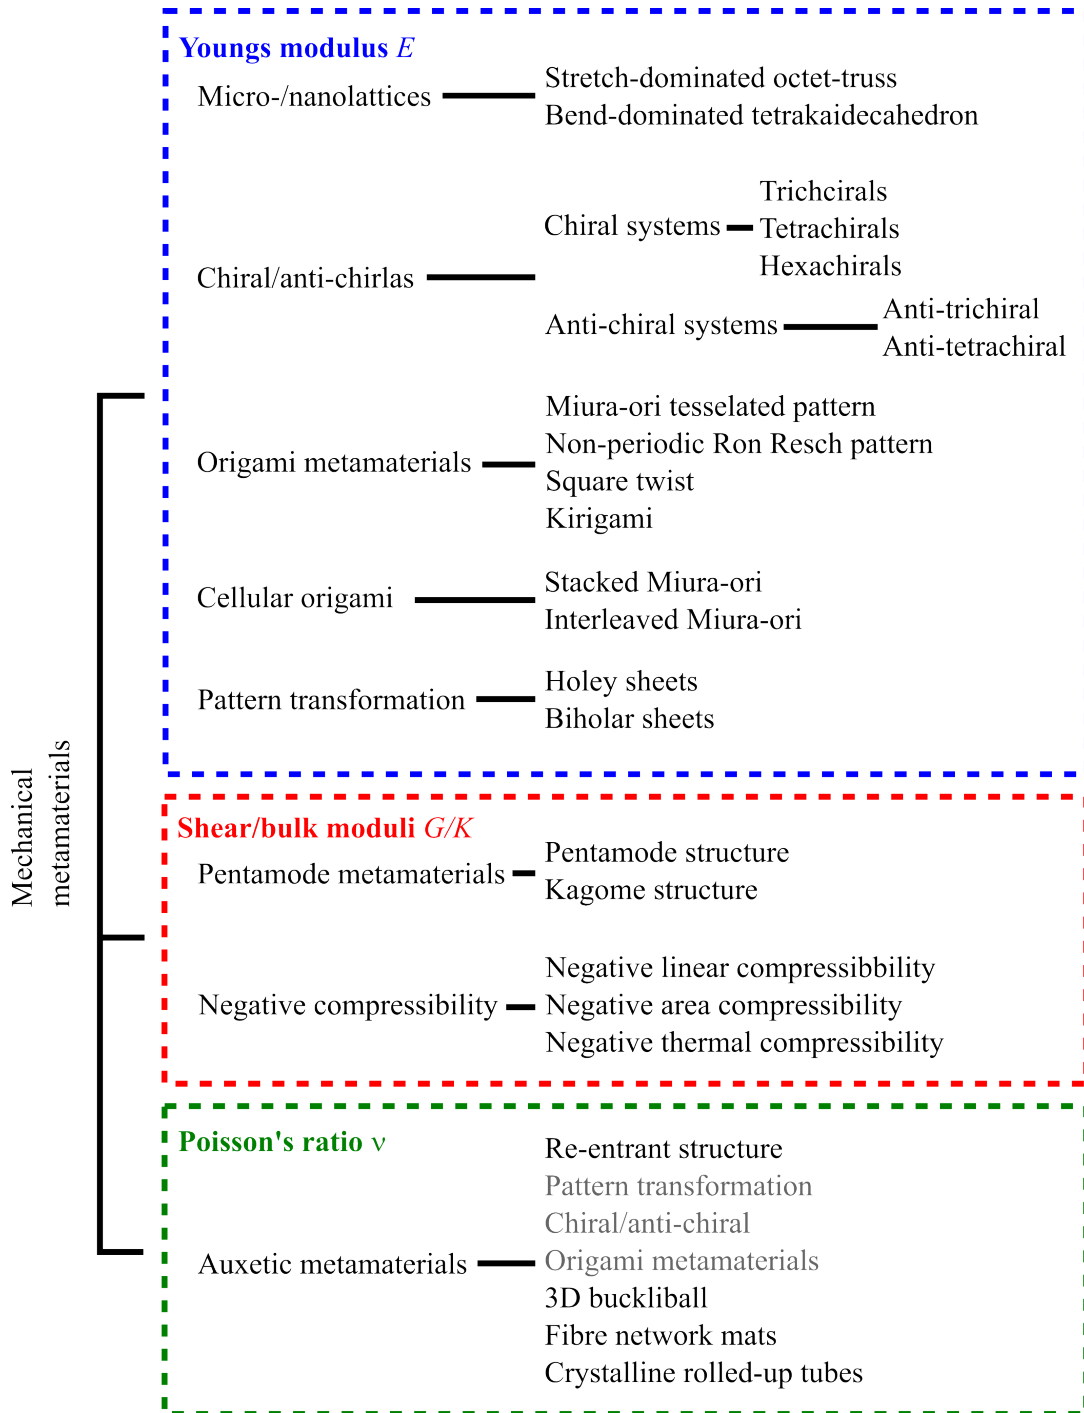 Mechanical
metamaterials
Youngs modulus E
Micro-/nanolattices
Stretch-dominated octet-truss
Bend-dominated tetrakaidecahedron
Chiral/anti-chirlas
Chiral systems
Trichcirals
Tetrachirals
Hexachirals
Anti-chiral systems
Anti-trichiral
Anti-tetrachiral
Origami metamaterials
Miura-ori tesselated pattern
Non-periodic Ron Resch pattern
Square twist
Kirigami
Cellular origami
Stacked Miura-ori
Interleaved Miura-ori
Pattern transformation
Holey sheets
Biholar sheets
Shear/bulk moduli G/K
Pentamode metamaterials
Pentamode structure
Kagome structure
Negative compressibility
Negative linear compressibbility
Negative area compressibility
Negative thermal compressibility
Poisson's ratio ν
Auxetic metamaterials
Re-entrant structure
Pattern transformation
Chiral/anti-chiral
Origami metamaterials
3D buckliball
Fibre network mats
Crystalline rolled-up tubes